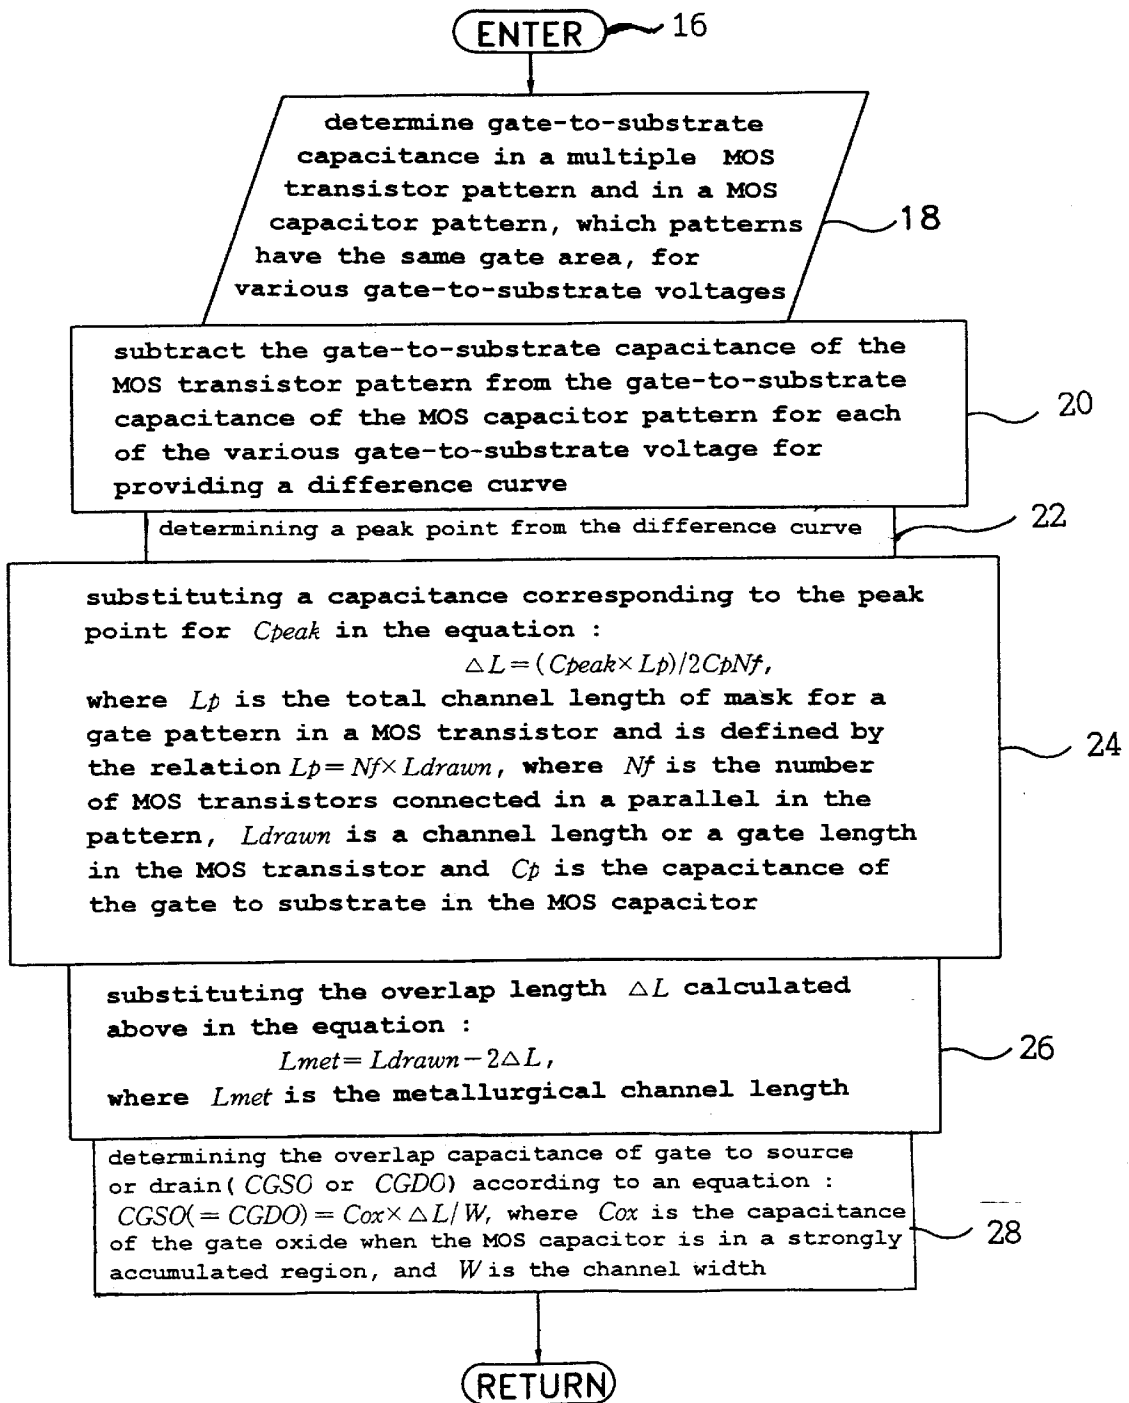 ENTER 16
determine gate-to-substrate
capacitance in a multiple MOS
transistor pattern and in a MOS
capacitor pattern, which patterns
have the same gate area, for
various gate-to-substrate voltages
18
subtract the gate-to-substrate capacitance of the
MOS transistor pattern from the gate-to-substrate
capacitance of the MOS capacitor pattern for each
of the various gate-to-substrate voltage for
providing a difference curve
20
determining a peak point from the difference curve
22
substituting a capacitance corresponding to the peak
point for Cpeak in the equation :
△L=(Cpeak×Lp)/2CpNf,
where Lp is the total channel length of mask for a
gate pattern in a MOS transistor and is defined by
the relation Lp=Nf×Ldrawn, where Nf is the number
of MOS transistors connected in a parallel in the
pattern, Ldrawn is a channel length or a gate length
in the MOS transistor and Cp is the capacitance of
the gate to substrate in the MOS capacitor
24
substituting the overlap length △L calculated
above in the equation :
Lmet=Ldrawn-2△L,
where Lmet is the metallurgical channel length
26
determining the overlap capacitance of gate to source
or drain(CGSO or CGDO) according to an equation :
CGSO(=CGDO)=Cox×△L/W, where Cox is the capacitance
of the gate oxide when the MOS capacitor is in a strongly
accumulated region, and W is the channel width
28
RETURN